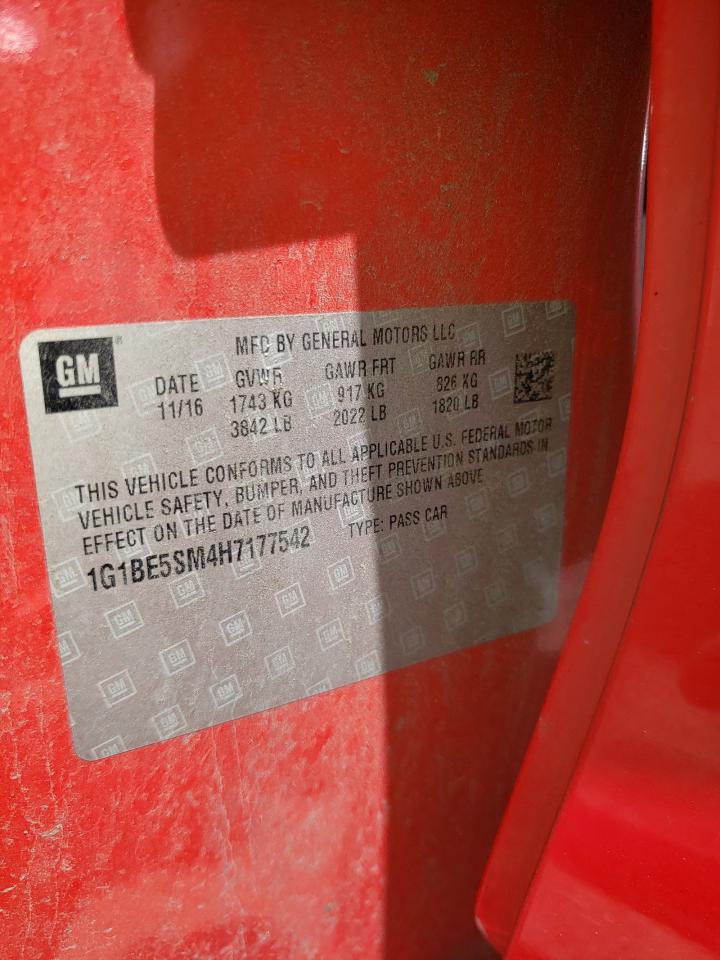 GM
MFD BY GENERAL MOTORS LLC
DATE GVWR GAWR FRT GAWR RR
11/16 1743 KG 917 KG 826 KG
3842 LB 2022 LB 1820 LB
THIS VEHICLE CONFORMS TO ALL APPLICABLE U.S. FEDERAL MOTOR
VEHICLE SAFETY, BUMPER, AND THEFT PREVENTION STANDARDS IN
EFFECT ON THE DATE OF MANUFACTURE SHOWN ABOVE
1G1BE5SM4H7177542 TYPE: PASS CAR